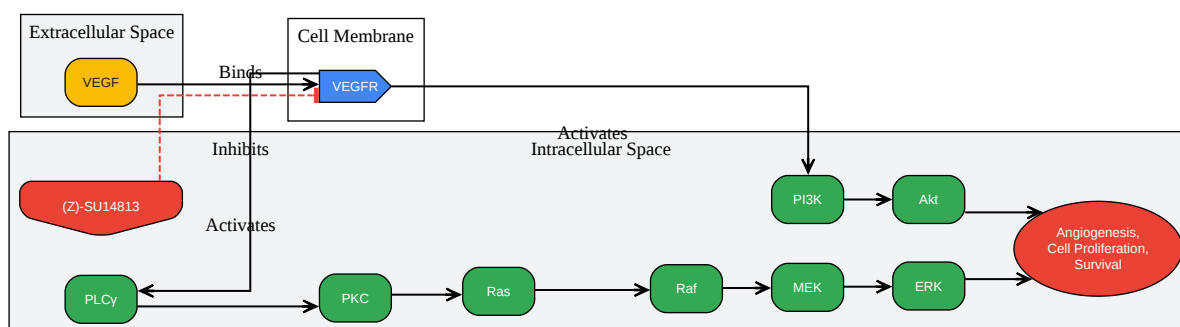 Extracellular Space
Cell Membrane
VEGF
Binds
VEGFR
Activates
Inhibits
Intracellular Space
(Z)-SU14813
Activates
PI3K
Akt
Angiogenesis,
Cell Proliferation,
Survival
PLCγ
PKC
Ras
Raf
MEK
ERK